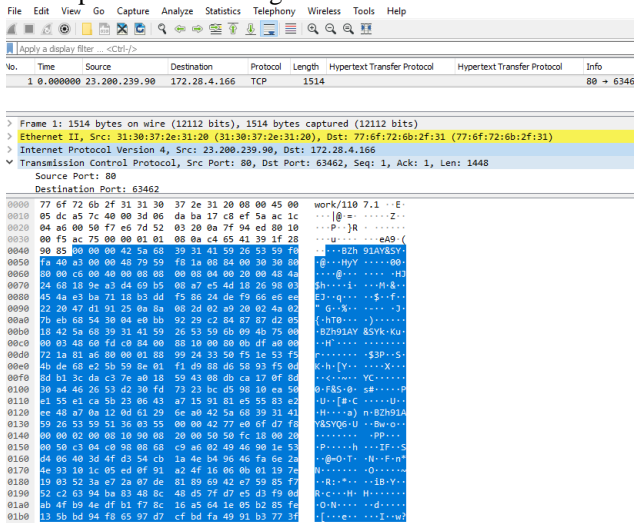 File Edit View Go Capture Analyze Statistics Telephony Wireless Tools Help
Apply a display filter ... <Ctrl-/>
No. Time Source Destination Protocol Length Hypertext Transfer Protocol Hypertext Transfer Protocol Info
1 0.000000 23.200.239.90 172.28.4.166 TCP 1514 80 → 6346
> Frame 1: 1514 bytes on wire (12112 bits), 1514 bytes captured (12112 bits)
> Ethernet II, Src: 31:30:37:2e:31:20 (31:30:37:2e:31:20), Dst: 77:6f:72:6b:2f:31 (77:6f:72:6b:2f:31)
> Internet Protocol Version 4, Src: 23.200.239.90, Dst: 172.28.4.166
Transmission Control Protocol, Src Port: 80, Dst Port: 63462, Seq: 1, Ack: 1, Len: 1448
Source Port: 80
Destination Port: 63462
0000 77 6f 72 6b 2f 31 31 30 37 2e 31 20 08 00 45 00 work/110 7.1 ··E·
0010 05 dc a5 7c 40 00 3d 06 da ba 17 c8 ef 5a ac 1c ···|@·=· ·····Z··
0020 04 a6 00 50 f7 e6 7d 52 03 20 0a 7f 94 ed 80 10
0030 00 f5 ac 75 00 00 01 01 08 0a c4 65 41 39 1f 28
0040 90 85 00 00 00 42 5a 68 39 31 41 59 26 53 59 f0
0050 fa 40 a3 00 00 48 79 59 f8 1a 08 84 00 30 30 80
0060 80 00 c6 40 00 08 08 00 08 04 00 20 00 48 4a
0070 24 68 18 9e a3 d4 69 b5 08 a7 e5 4d 18 26 98 03
0080 45 4a e3 ba 71 18 b3 dd f5 86 24 de f9 66 e6 ee
0090 22 20 47 d1 91 25 0a 8a 08 2d 02 a9 20 02 4a 02
00a0 7b eb 68 54 30 04 e0 bb 92 29 c2 84 87 87 d2 05
00b0 18 42 5a 68 39 31 41 59 26 53 59 6b 09 4b 75 00
00c0 00 03 48 60 fd c0 84 00 88 10 00 80 0b df a0 00
00d0 72 1a 81 a6 80 00 01 88 99 24 33 50 f5 1e 53 f5
00e0 4b de 68 e2 5b 59 8e 01 f1 d9 88 d6 58 93 f5 0d
00f0 8d b1 3c da c3 7e a0 18 59 43 08 db ca 17 0f 8d
0100 30 a4 46 26 53 d2 30 fd 73 23 bc d5 98 10 ea 50
0110 e1 55 e1 ca 5b 23 06 43 a7 15 91 81 e5 55 83 e2
0120 ee 48 a7 0a 12 0d 61 29 6e a0 42 5a 68 39 31 41
0130 59 26 53 59 51 36 03 55 00 00 42 77 e0 6f d7 f8
0140 00 00 02 00 08 10 90 08 20 00 50 50 fc 18 00 20
0150 00 50 c3 04 c0 98 08 68 c9 a6 02 49 46 90 1e 53
0160 d4 06 40 3d 4f d3 54 cb 1a 4e b4 96 46 fa 6e 2a
0170 4e 93 10 1c 05 ed 0f 91 a2 4f 16 06 0b 01 19 7e
0180 19 03 52 3a e7 2a 07 de 81 89 69 42 e7 59 85 f7
0190 52 c2 63 94 ba 83 48 8c 48 d5 7f d7 e5 d3 f9 0d
01a0 ab 4f b9 4e df b1 f7 8c 16 a5 64 1e 05 b2 85 fe
01b0 13 5b bd 94 f8 65 97 d7 cf bd fa 49 91 b3 77 3f